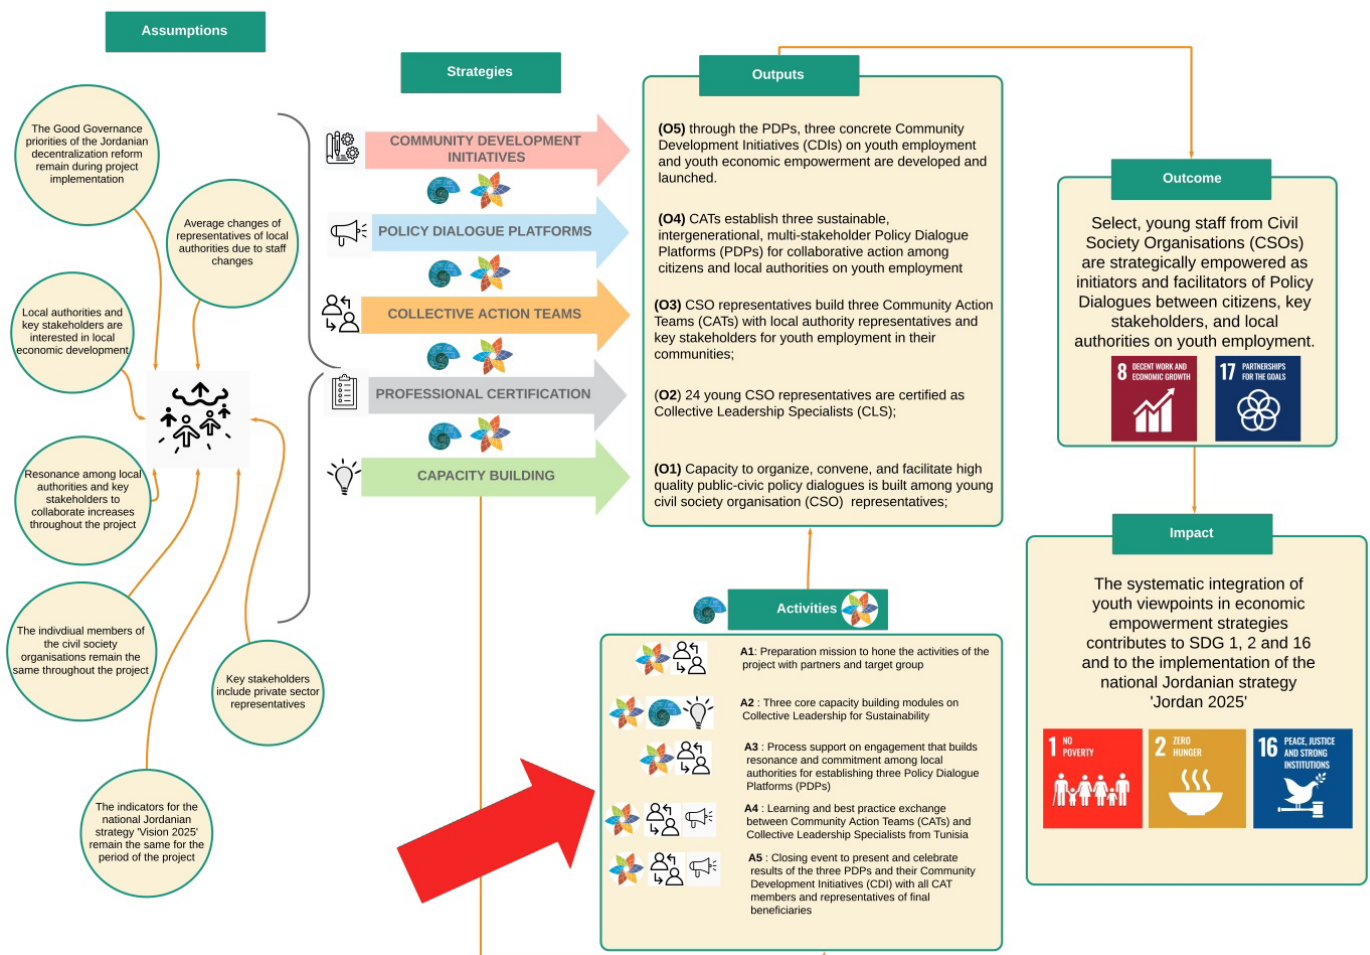 Assumptions
The Good Governance
priorities of the Jordanian
decentralization reform
remain during project
implementation
Average changes of
representatives of local
authorities due to staff
changes
Local authorities and
key stakeholders are
interested in local
economic development
Resonance among local
authorities and key
stakeholders to
collaborate increases
throughout the project
The indivdiual members of
the civil society
organisations remain the
same throughout the project
Key stakeholders
include private sector
representatives
The indicators for the
national Jordanian
strategy 'Vision 2025'
remain the same for the
period of the project
Strategies
COMMUNITY DEVELOPMENT
INITIATIVES
POLICY DIALOGUE PLATFORMS
COLLECTIVE ACTION TEAMS
PROFESSIONAL CERTIFICATION
CAPACITY BUILDING
Outputs
(O5) through the PDPs, three concrete Community
Development Initiatives (CDIs) on youth employment
and youth economic empowerment are developed and
launched.
(O4) CATs establish three sustainable,
intergenerational, multi-stakeholder Policy Dialogue
Platforms (PDPs) for collaborative action among
citizens and local authorities on youth employment
(O3) CSO representatives build three Community Action
Teams (CATs) with local authority representatives and
key stakeholders for youth employment in their
communities;
(O2) 24 young CSO representatives are certified as
Collective Leadership Specialists (CLS);
(O1) Capacity to organize, convene, and facilitate high
quality public-civic policy dialogues is built among young
civil society organisation (CSO) representatives;
Activities
A1: Preparation mission to hone the activities of the
project with partners and target group
A2 : Three core capacity building modules on
Collective Leadership for Sustainability
A3 : Process support on engagement that builds
resonance and commitment among local
authorities for establishing three Policy Dialogue
Platforms (PDPs)
A4 : Learning and best practice exchange
between Community Action Teams (CATs) and
Collective Leadership Specialists from Tunisia
A5 : Closing event to present and celebrate
results of the three PDPs and their Community
Development Initiatives (CDI) with all CAT
members and representatives of final
beneficiaries
Outcome
Select, young staff from Civil
Society Organisations (CSOs)
are strategically empowered as
initiators and facilitators of Policy
Dialogues between citizens, key
stakeholders, and local
authorities on youth employment.
8 DECENT WORK AND
ECONOMIC GROWTH
17 PARTNERSHIPS
FOR THE GOALS
Impact
The systematic integration of
youth viewpoints in economic
empowerment strategies
contributes to SDG 1, 2 and 16
and to the implementation of the
national Jordanian strategy
'Jordan 2025'
1 NO
POVERTY
2 ZERO
HUNGER
16 PEACE, JUSTICE
AND STRONG
INSTITUTIONS